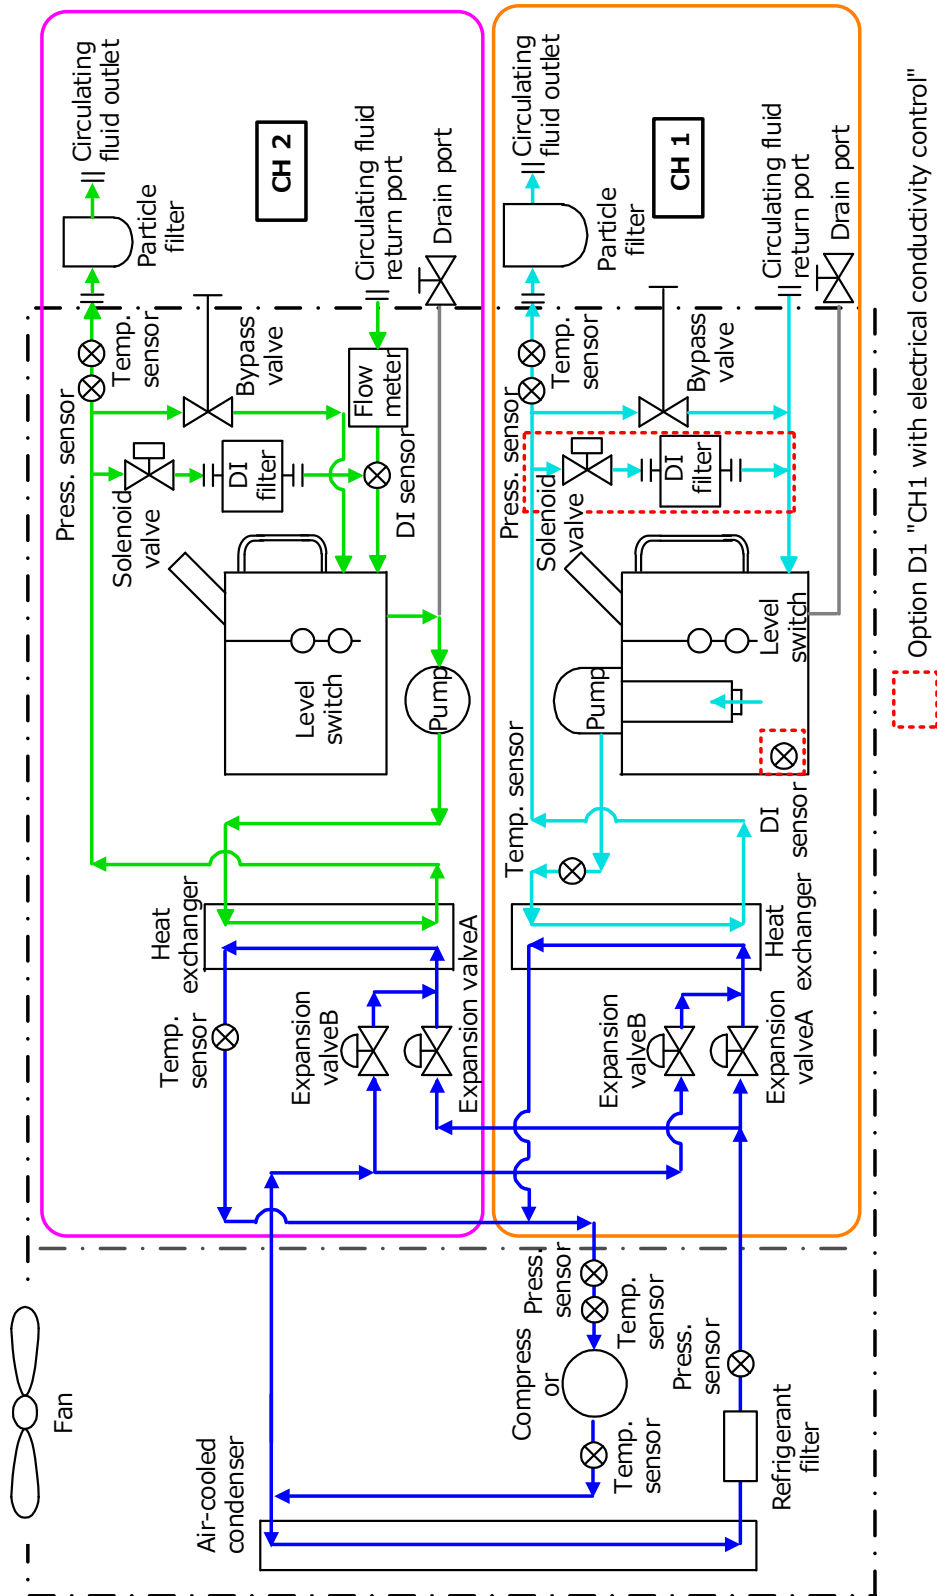 Circulating
fluid outlet
Particle
filter
CH 2
Circulating fluid
return port
Drain port
Press. sensor
Temp.
sensor
Bypass
valve
Flow
meter
Solenoid
valve
DI
filter
DI sensor
Level
switch
Pump
Heat
exchanger
Temp.
sensor
Expansion
valveB
Expansion valveA
Circulating
fluid outlet
Particle
filter
CH 1
Circulating fluid
return port
Drain port
Press. sensor
Temp.
sensor
Bypass
valve
Solenoid
valve
DI
filter
Level
switch
Pump
Temp. sensor
DI
sensor
Heat
exchanger
Expansion
valveB
Expansion
valveA
Press.
sensor
Temp.
sensor
Compress
or
Temp.
sensor
Press.
sensor
Refrigerant
filter
Fan
Air-cooled
condenser
Option D1 "CH1 with electrical conductivity control"